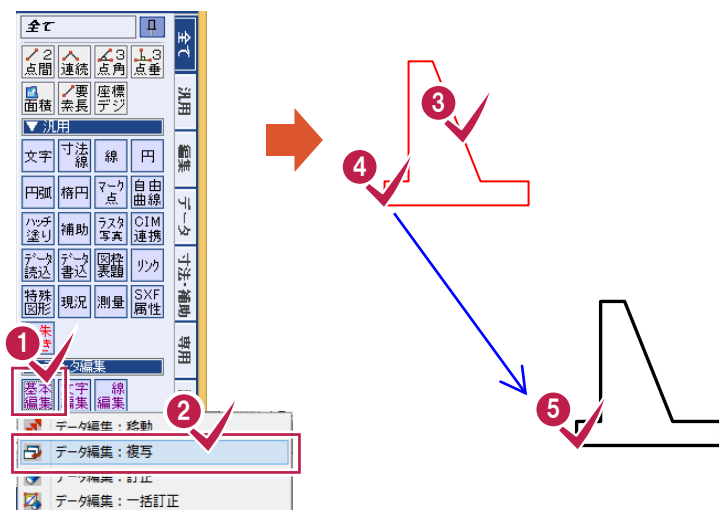 全て
2点間 連続 3点角 3点垂
面積 要素長 座標デジ
▼ 汎用
文字 寸法線 線 円
円弧 楕円 マーク点 自由曲線
ハッチ塗り 補助 ラスタ写真 CIM連携
データ読込 データ書込 図枠表題 リンク
特殊図形 現況 測量 SXF属性
基本編集 文字編集 線編集
データ編集：移動
データ編集：複写
データ編集：訂正
データ編集：一括訂正
全て
汎用
編集
データ
寸法・補助
専用
1
2
3
4
5